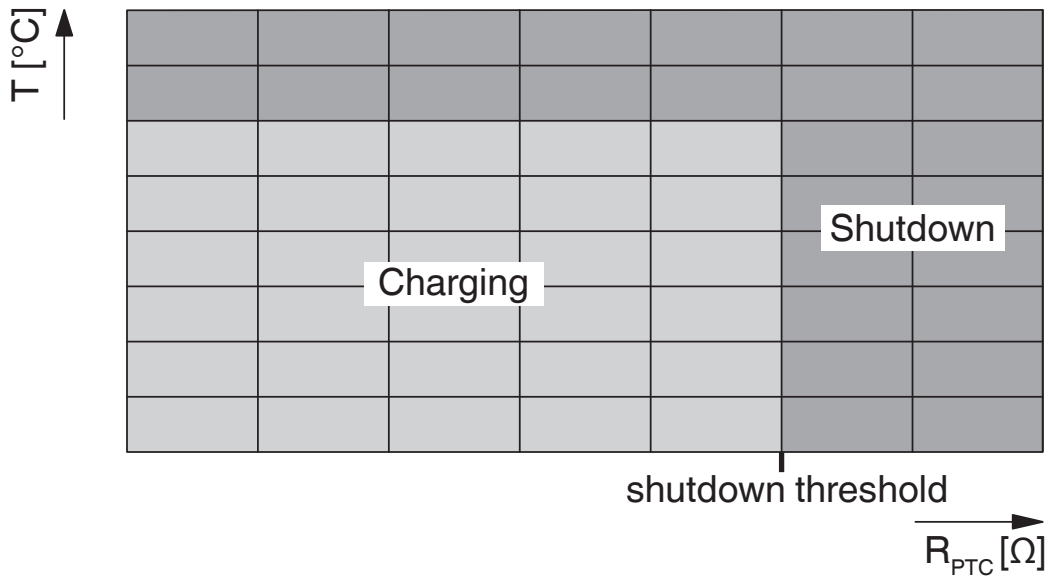 T [°C]
Shutdown
Charging
shutdown threshold
R_PTC [Ω]